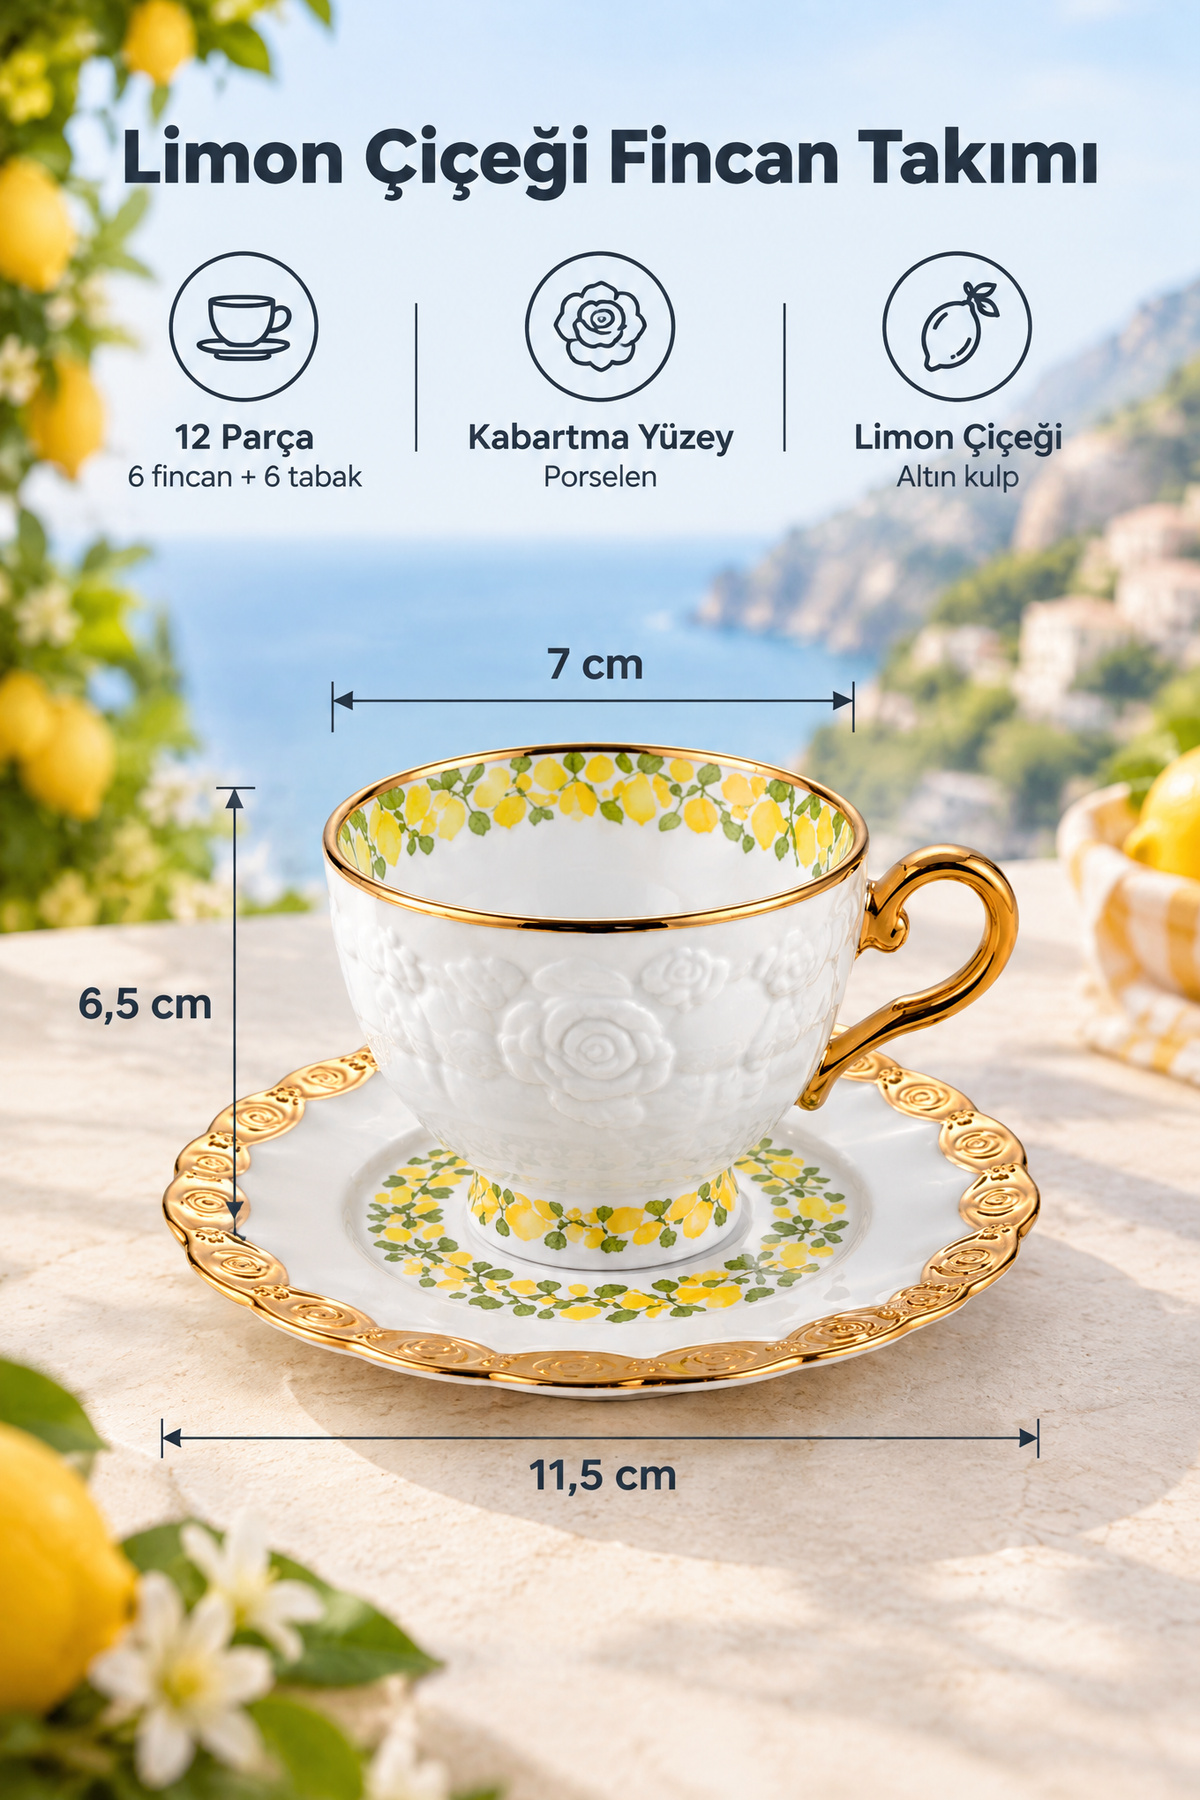 Limon Çiçeği Fincan Takımı
12 Parça
6 fincan + 6 tabak
Kabartma Yüzey
Porselen
Limon Çiçeği
Altın kulp
7 cm
6,5 cm
11,5 cm